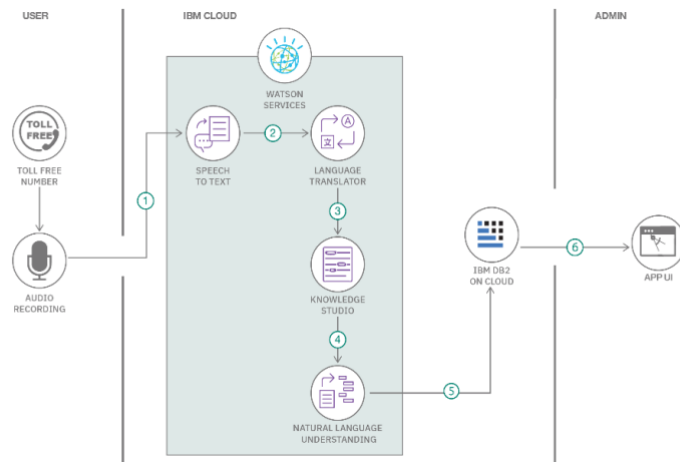 USER
IBM CLOUD
ADMIN
WATSON
SERVICES
TOLL
FREE
TOLL FREE
NUMBER
SPEECH
TO TEXT
2
A
文
LANGUAGE
TRANSLATOR
1
3
AUDIO
RECORDING
KNOWLEDGE
STUDIO
IBM DB2
ON CLOUD
6
APP UI
4
NATURAL LANGUAGE
UNDERSTANDING
5